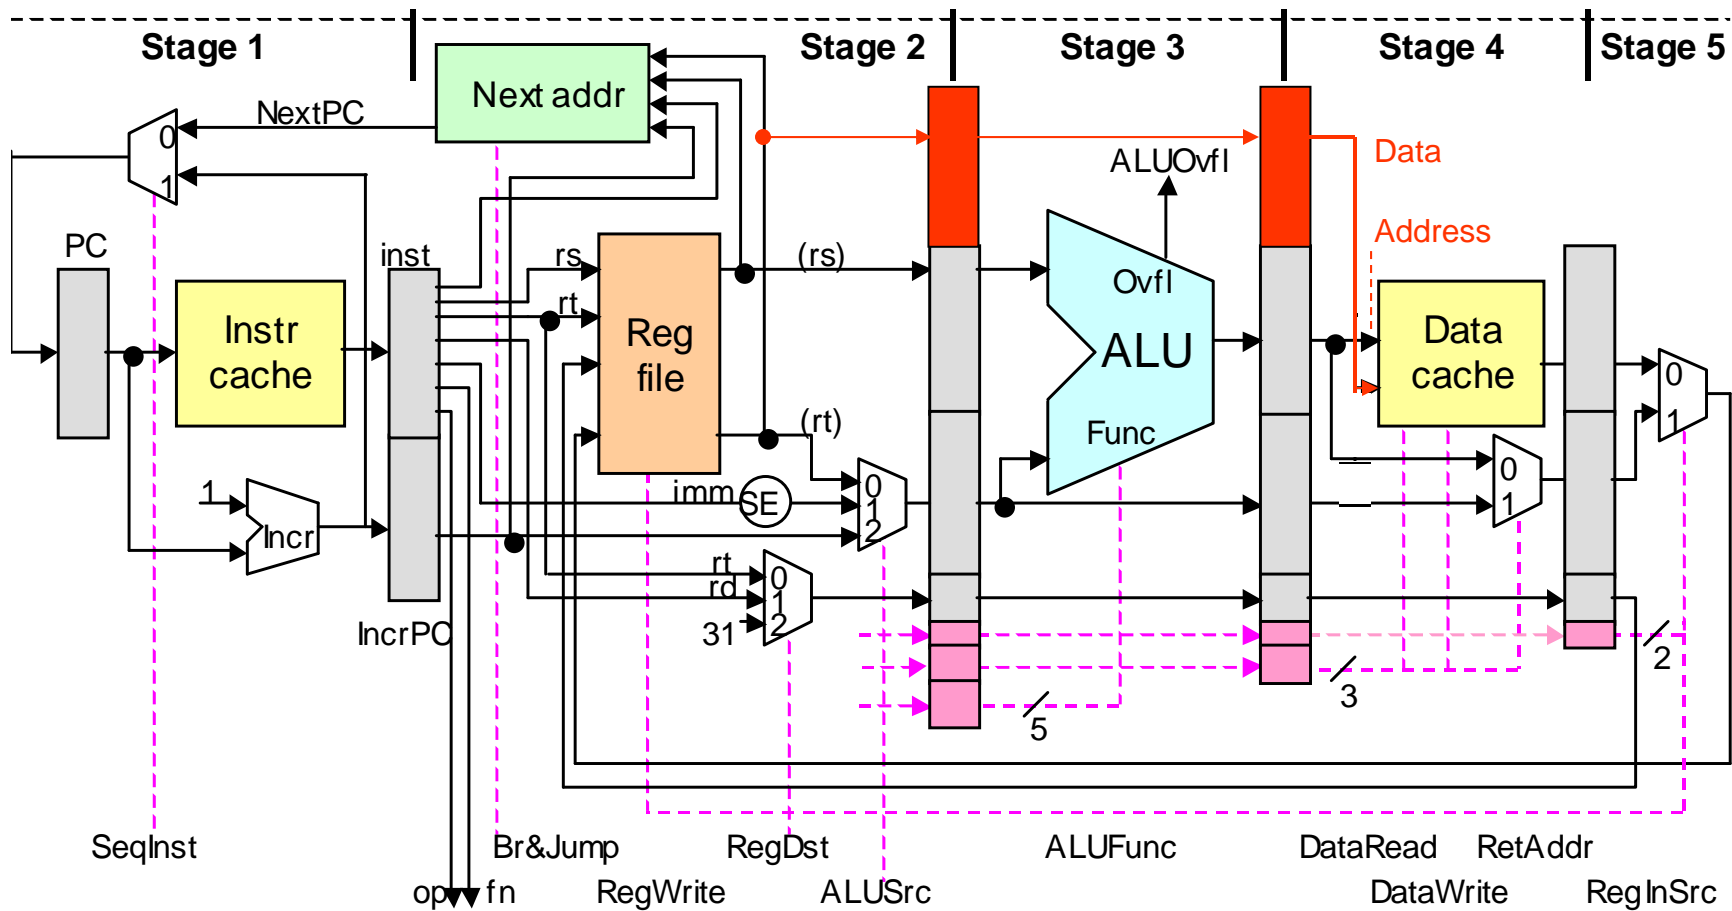 Stage 1
Stage 2
Stage 3
Stage 4
Stage 5
Next addr
NextPC
0
1
ALUOvfl
Data
Address
PC
inst
rs
(rs)
Ovfl
rt
Instr
cache
Reg
file
ALU
Data
cache
0
1
(rt)
Func
0
1
2
0
1
imm
SE
1
Incr
rt
rd
31
0
1
2
IncrPC
5
3
2
SeqInst
Br&Jump
RegDst
ALUFunc
DataRead
RetAddr
op
fn
RegWrite
ALUSrc
DataWrite
RegInSrc